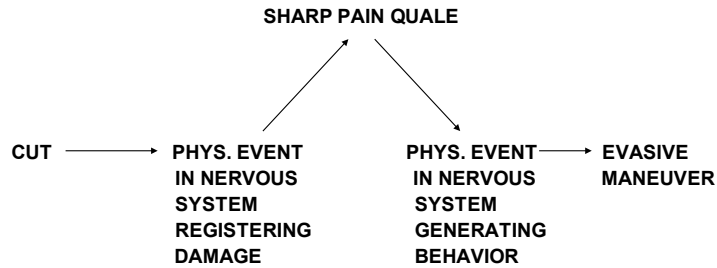 SHARP PAIN QUALE
CUT
PHYS. EVENT
IN NERVOUS
SYSTEM
REGISTERING
DAMAGE
PHYS. EVENT
IN NERVOUS
SYSTEM
GENERATING
BEHAVIOR
EVASIVE
MANEUVER